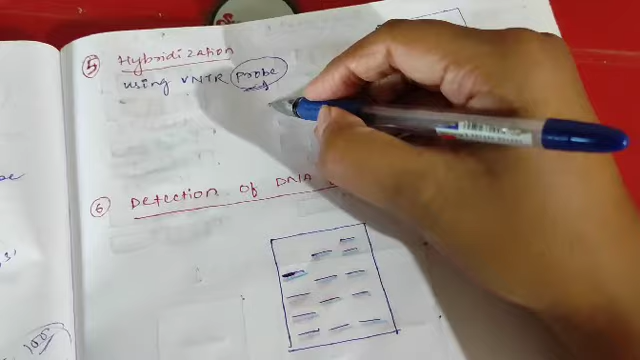 ⑤ Hybridization
using VNTR Probe
⑥ Detection of DNA